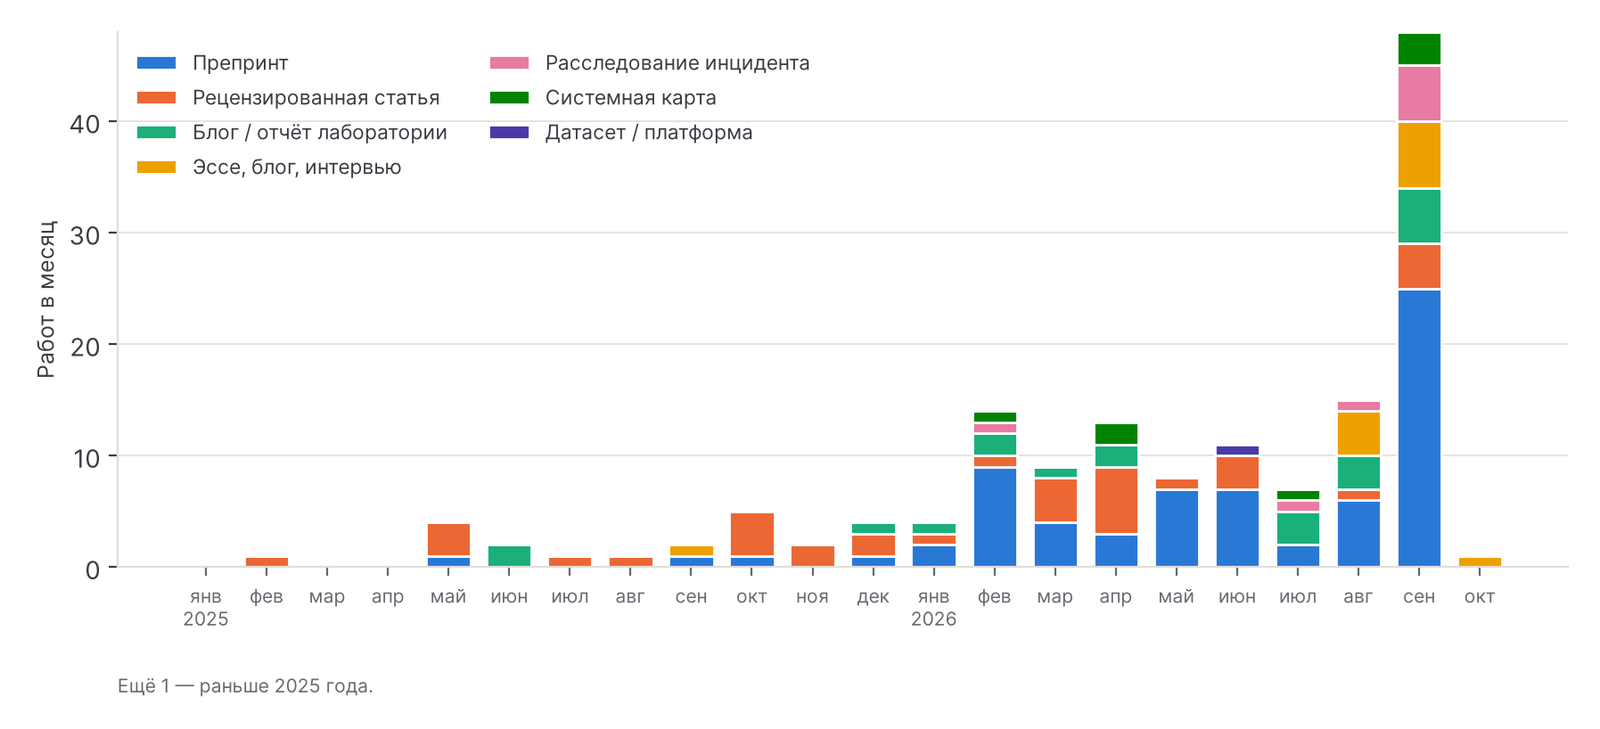 Препринт
Рецензированная статья
Блог / отчёт лаборатории
Эссе, блог, интервью
Расследование инцидента
Системная карта
Датасет / платформа
Работ в месяц
40
30
20
10
0
янв фев мар апр май июн июл авг сен окт ноя дек янв фев мар апр май июн июл авг сен окт
2025 2026
Ещё 1 — раньше 2025 года.